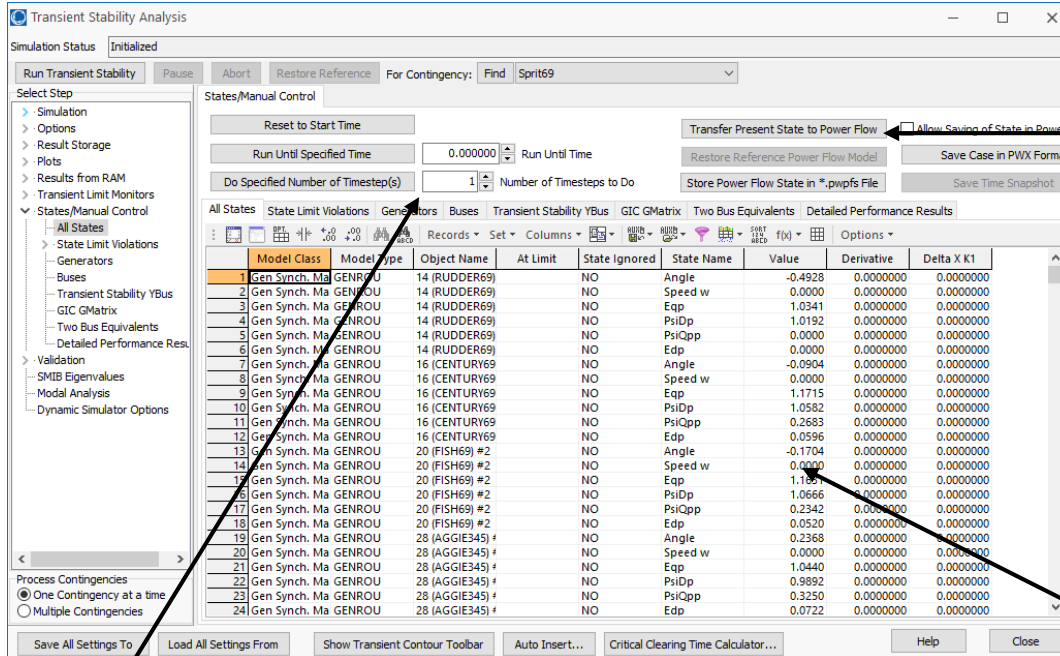 Transient Stability Analysis
Simulation Status Initialized
Run Transient Stability Pause Abort Restore Reference For Contingency: Find Sprit69
Select Step
Simulation
Options
Result Storage
Plots
Results from RAM
Transient Limit Monitors
States/Manual Control
All States
State Limit Violations
Generators
Buses
Transient Stability YBus
GIC GMatrix
Two Bus Equivalents
Detailed Performance Resu
Validation
SMIB Eigenvalues
Modal Analysis
Dynamic Simulator Options
Process Contingencies
One Contingency at a time
Multiple Contingencies
States/Manual Control
Reset to Start Time
Transfer Present State to Power Flow Allow Saving of State in Powe
Run Until Specified Time 0.000000 Run Until Time Restore Reference Power Flow Model Save Case in PWX Forma
Do Specified Number of Timestep(s) 1 Number of Timesteps to Do Store Power Flow State in *.pwpfs File Save Time Snapshot
All States State Limit Violations Generators Buses Transient Stability YBus GIC GMatrix Two Bus Equivalents Detailed Performance Results
Records Set Columns f(x) Options
Model Class Model Type Object Name At Limit State Ignored State Name Value Derivative Delta X K1
1 Gen Synch. Ma GENROU 14 (RUDDER69) NO Angle -0.4928 0.0000000 0.0000000
2 Gen Synch. Ma GENROU 14 (RUDDER69) NO Speed w 0.0000 0.0000000 0.0000000
3 Gen Synch. Ma GENROU 14 (RUDDER69) NO Eqp 1.0341 0.0000000 0.0000000
4 Gen Synch. Ma GENROU 14 (RUDDER69) NO PsiDp 1.0192 0.0000000 0.0000000
5 Gen Synch. Ma GENROU 14 (RUDDER69) NO PsiQpp 0.0000 0.0000000 0.0000000
6 Gen Synch. Ma GENROU 14 (RUDDER69) NO Edp 0.0000 0.0000000 0.0000000
7 Gen Synch. Ma GENROU 16 (CENTURY69 NO Angle -0.0904 0.0000000 0.0000000
8 Gen Synch. Ma GENROU 16 (CENTURY69 NO Speed w 0.0000 0.0000000 0.0000000
9 Gen Synch. Ma GENROU 16 (CENTURY69 NO Eqp 1.1715 0.0000000 0.0000000
10 Gen Synch. Ma GENROU 16 (CENTURY69 NO PsiDp 1.0582 0.0000000 0.0000000
11 Gen Synch. Ma GENROU 16 (CENTURY69 NO PsiQpp 0.2683 0.0000000 0.0000000
12 Gen Synch. Ma GENROU 16 (CENTURY69 NO Edp 0.0596 0.0000000 0.0000000
13 Gen Synch. Ma GENROU 20 (FISH69) #2 NO Angle -0.1704 0.0000000 0.0000000
14 Gen Synch. Ma GENROU 20 (FISH69) #2 NO Speed w 0.0000 0.0000000 0.0000000
15 Gen Synch. Ma GENROU 20 (FISH69) #2 NO Eqp 0.0000000 0.0000000
16 Gen Synch. Ma GENROU 20 (FISH69) #2 NO PsiDp 1.0666 0.0000000 0.0000000
17 Gen Synch. Ma GENROU 20 (FISH69) #2 NO PsiQpp 0.2342 0.0000000 0.0000000
18 Gen Synch. Ma GENROU 20 (FISH69) #2 NO Edp 0.0520 0.0000000 0.0000000
19 Gen Synch. Ma GENROU 28 (AGGIE345) # NO Angle 0.2368 0.0000000 0.0000000
20 Gen Synch. Ma GENROU 28 (AGGIE345) # NO Speed w 0.0000 0.0000000 0.0000000
21 Gen Synch. Ma GENROU 28 (AGGIE345) # NO Eqp 1.0440 0.0000000 0.0000000
22 Gen Synch. Ma GENROU 28 (AGGIE345) # NO PsiDp 0.9892 0.0000000 0.0000000
23 Gen Synch. Ma GENROU 28 (AGGIE345) # NO PsiQpp 0.3250 0.0000000 0.0000000
24 Gen Synch. Ma GENROU 28 (AGGIE345) # NO Edp 0.0722 0.0000000 0.0000000
Save All Settings To Load All Settings From Show Transient Contour Toolbar Auto Insert... Critical Clearing Time Calculator... Help Close